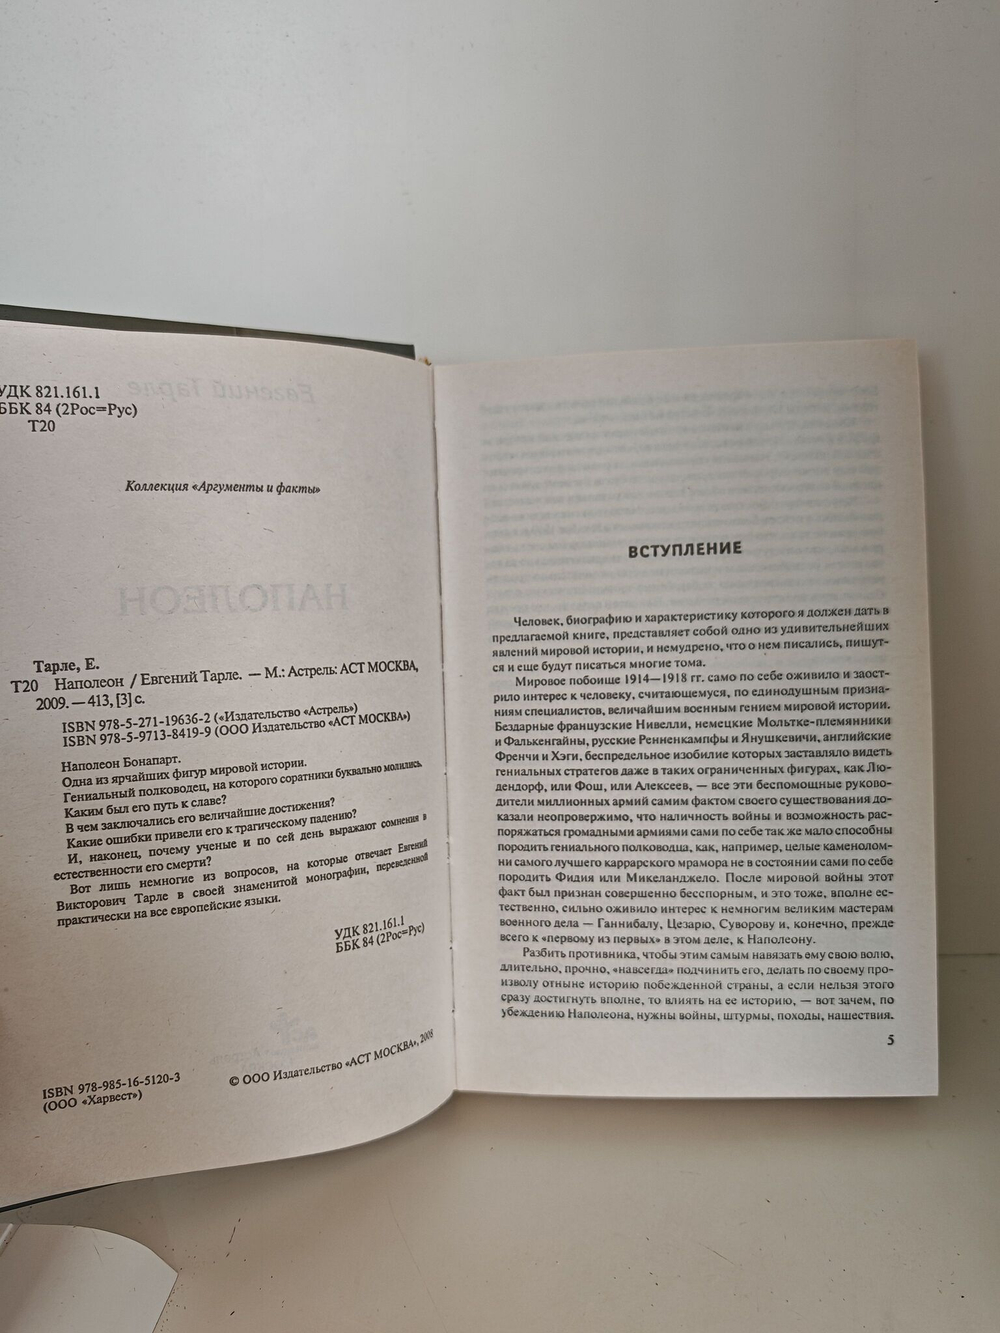 УДК 821.161.1
ББК 84 (2Рос=Рус)
Т20
Коллекция «Аргументы и факты»
Тарле, Е.
Т20 Наполеон / Евгений Тарле. — М.: Астрель: АСТ МОСКВА,
2009. — 413, [3] с.
ISBN 978-5-271-19636-2 («Издательство «Астрель»)
ISBN 978-5-9713-8419-9 (ООО Издательство «АСТ МОСКВА»)
Наполеон Бонапарт.
Одна из ярчайших фигур мировой истории.
Гениальный полководец, на которого соратники буквально молились.
Каким был его путь к славе?
В чем заключались его величайшие достижения?
Какие ошибки привели его к трагическому падению?
И, наконец, почему ученые и по сей день выражают сомнения в
естественности его смерти?
Вот лишь немногие из вопросов, на которые отвечает Евгений
Викторович Тарле в своей знаменитой монографии, переведенной
практически на все европейские языки.
УДК 821.161.1
ББК 84 (2Рос=Рус)
ISBN 978-985-16-5120-3
(ООО «Харвест»)
© ООО Издательство «АСТ МОСКВА», 2008
ВСТУПЛЕНИЕ
Человек, биографию и характеристику которого я должен дать в
предлагаемой книге, представляет собой одно из удивительнейших
явлений мировой истории, и немудрено, что о нем писались, пишут-
ся и еще будут писаться многие тома.
Мировое побоище 1914—1918 гг. само по себе оживило и заост-
рило интерес к человеку, считающемуся, по единодушным призна-
ниям специалистов, величайшим военным гением мировой истории.
Бездарные французские Нивелли, немецкие Мольтке-племянники
и Фалькенгайны, русские Ренненкампфы и Янушкевичи, английские
Френчи и Хэги, беспредельное изобилие которых заставляло видеть
гениальных стратегов даже в таких ограниченных фигурах, как Лю-
дендорф, или Фош, или Алексеев, — все эти беспомощные руково-
дители миллионных армий самим фактом своего существования до-
казали неопровержимо, что наличность войны и возможность рас-
поряжаться громадными армиями сами по себе так же мало способны
породить гениального полководца, как, например, целые каменолом-
ни самого лучшего каррарского мрамора не в состоянии сами по себе
породить Фидия или Микеланджело. После мировой войны этот
факт был признан совершенно бесспорным, и это тоже, вполне ес-
тественно, сильно оживило интерес к немногим великим мастерам
военного дела — Ганнибалу, Цезарю, Суворову и, конечно, прежде
всего к «первому из первых» в этом деле, к Наполеону.
Разбить противника, чтобы этим самым навязать ему свою волю,
длительно, прочно, «навсегда» подчинить его, делать по своему про-
изволу отныне историю побежденной страны, а если нельзя этого
сразу достигнуть вполне, то влиять на ее историю, — вот зачем, по
убеждению Наполеона, нужны войны, штурмы, походы, нашествия.
5